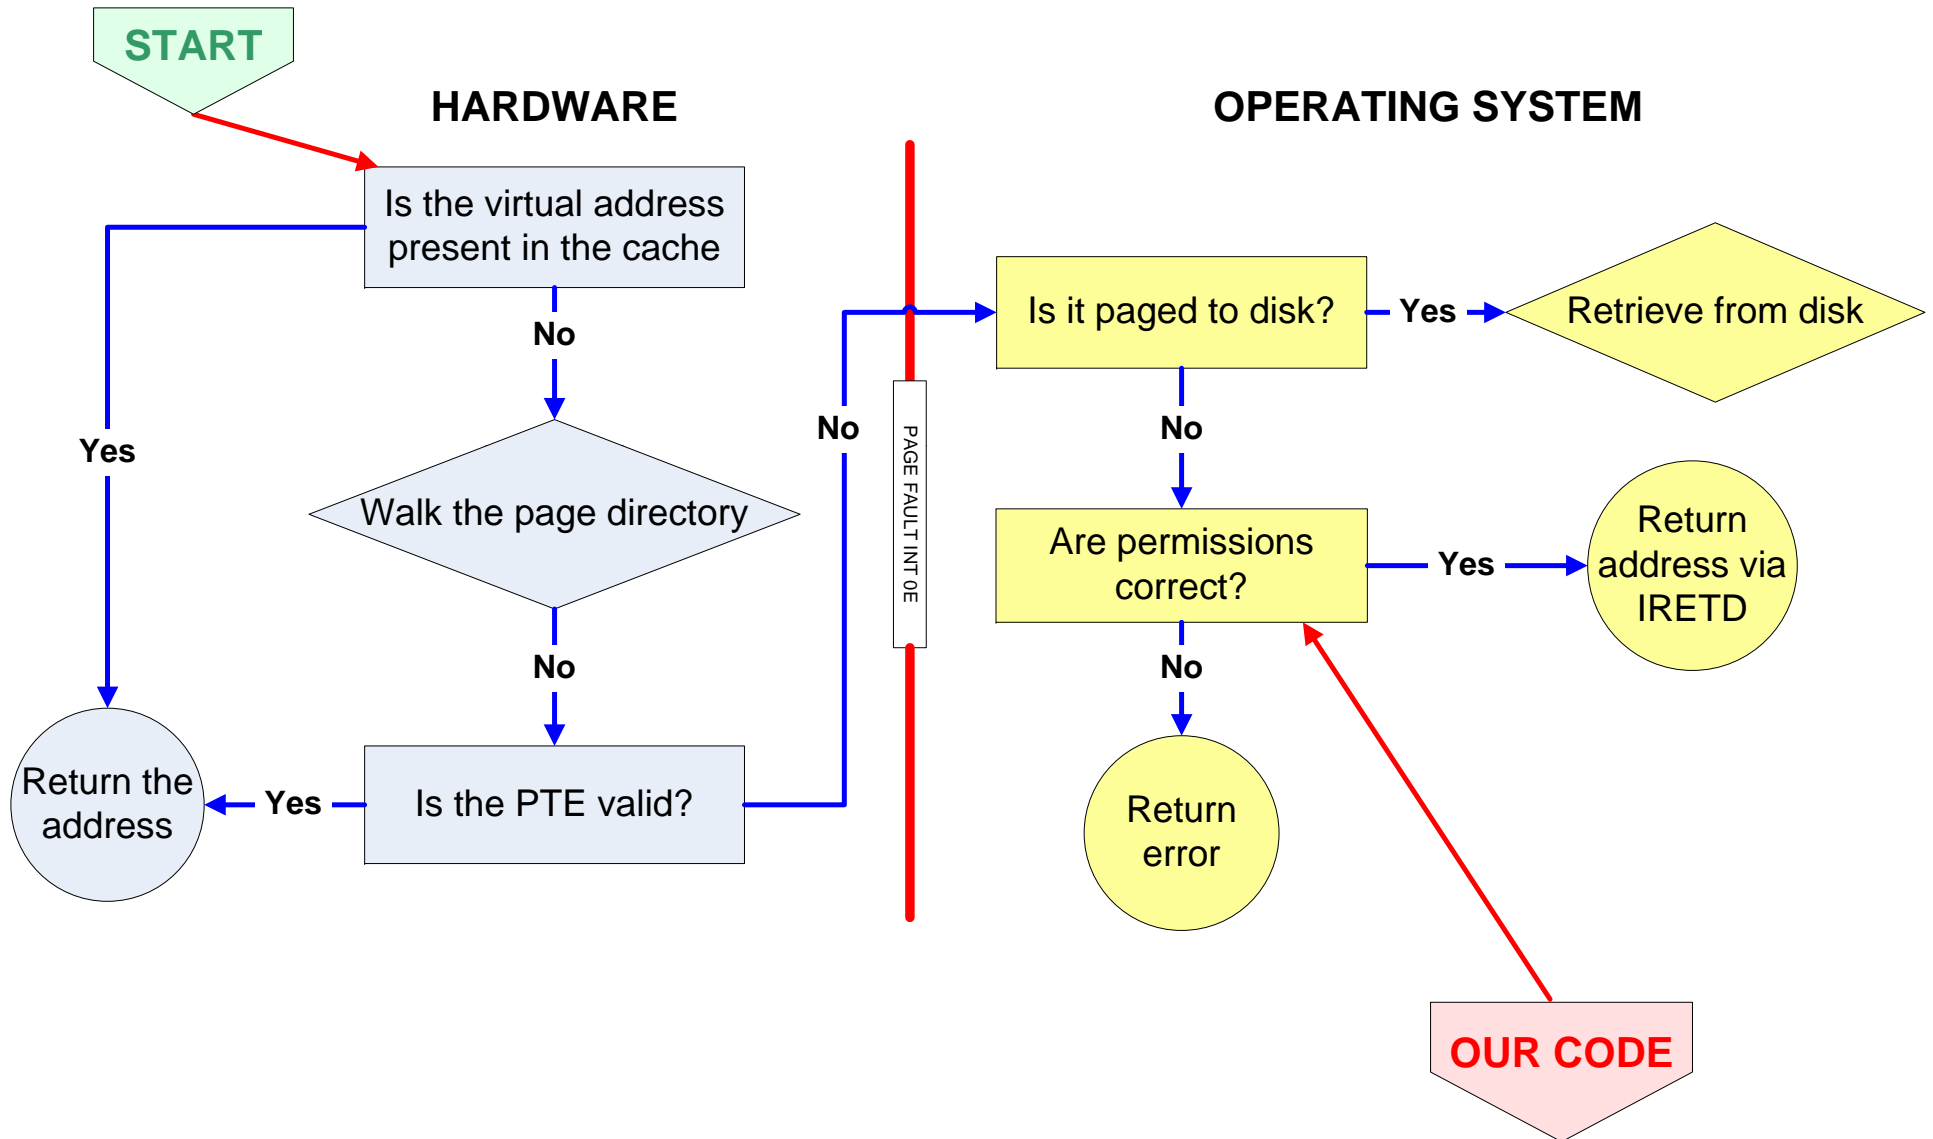 START
HARDWARE
OPERATING SYSTEM
Is the virtual address
present in the cache
No
Yes
Walk the page directory
No
Is the PTE valid?
Yes
Return the
address
No
PAGE FAULT INT 0E
Is it paged to disk?
Yes
Retrieve from disk
No
Are permissions
correct?
Yes
Return
address via
IRETD
No
Return
error
OUR CODE